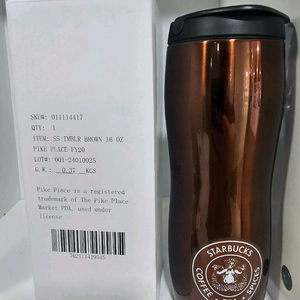 SKU#: 011114417
QTY: 1
ITEM: SS TMBLR BROWN 16 OZ
PIKE PLACE FY20
LOT#: 001-24010025
G.W.: 0.37 KGS
Pike Place is a registered
trademark of The Pike Place
Market PDA, used under
license
STARBUCKS
COFFEE
SPICES